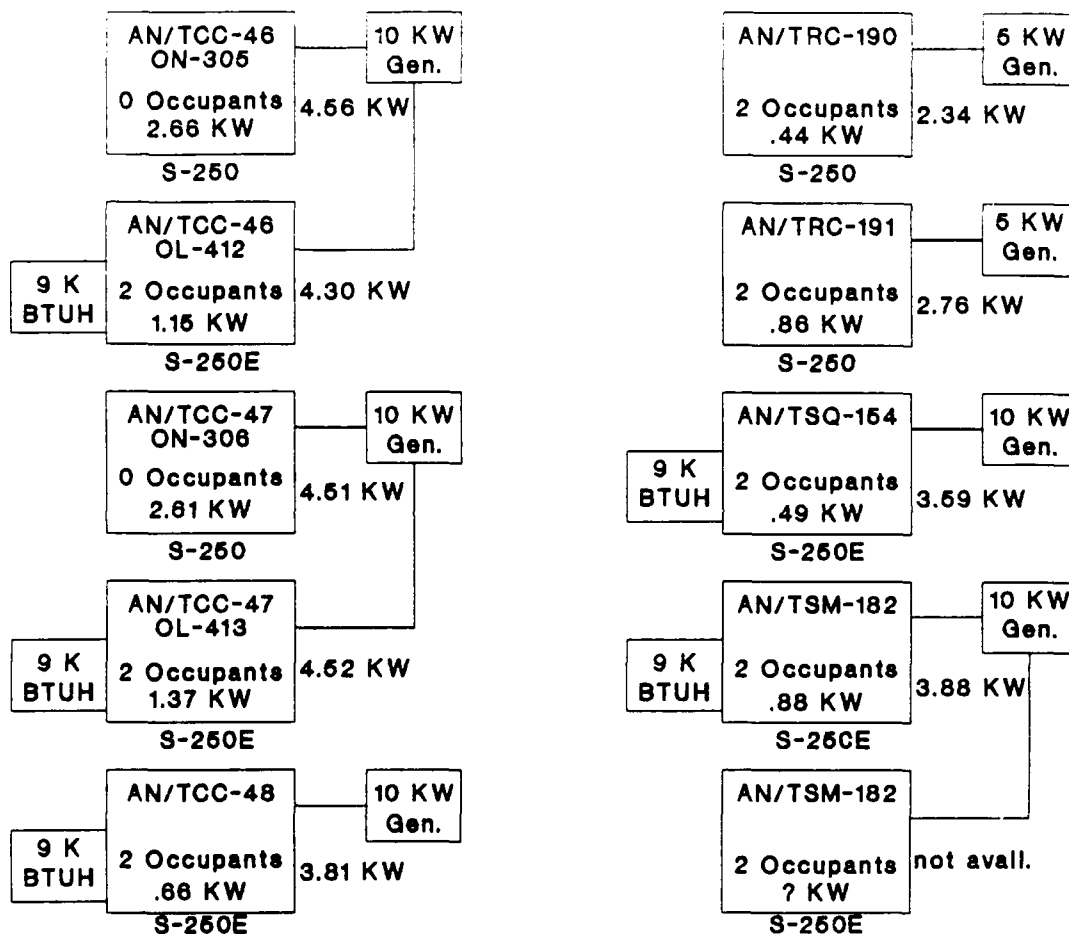 AN/TCC-46
ON-305
0 Occupants
2.66 KW
S-250
10 KW
Gen.
4.56 KW
AN/TCC-46
OL-412
2 Occupants
1.15 KW
S-250E
9 K
BTUH
4.30 KW
AN/TCC-47
ON-306
0 Occupants
2.61 KW
S-250
10 KW
Gen.
4.51 KW
AN/TCC-47
OL-413
2 Occupants
1.37 KW
S-250E
9 K
BTUH
4.52 KW
AN/TCC-48
2 Occupants
.66 KW
S-250E
9 K
BTUH
10 KW
Gen.
3.81 KW
AN/TRC-190
2 Occupants
.44 KW
S-250
5 KW
Gen.
2.34 KW
AN/TRC-191
2 Occupants
.86 KW
S-250
5 KW
Gen.
2.76 KW
AN/TSQ-154
2 Occupants
.49 KW
S-250E
9 K
BTUH
10 KW
Gen.
3.59 KW
AN/TSM-182
2 Occupants
.88 KW
S-250E
9 K
BTUH
10 KW
Gen.
3.88 KW
AN/TSM-182
2 Occupants
? KW
S-250E
not avail.